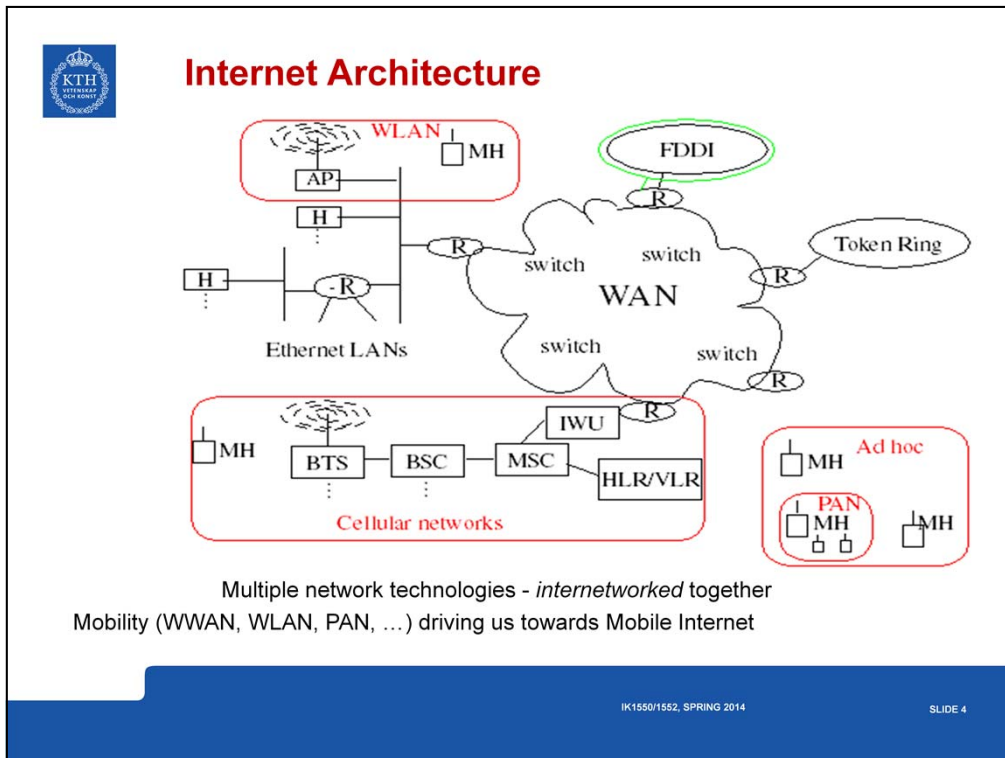 KTH
VETENSKAP
OCH KONST
Internet Architecture
WLAN
MH
AP
H
H
R
R
Ethernet LANs
FDDI
R
Token Ring
R
switch
switch
WAN
switch
switch
R
R
IWU
MH
BTS
BSC
MSC
HLR/VLR
Cellular networks
Ad hoc
MH
PAN
MH
MH
Multiple network technologies - internetworked together
Mobility (WWAN, WLAN, PAN, …) driving us towards Mobile Internet
IK1550/1552, SPRING 2014
SLIDE 4